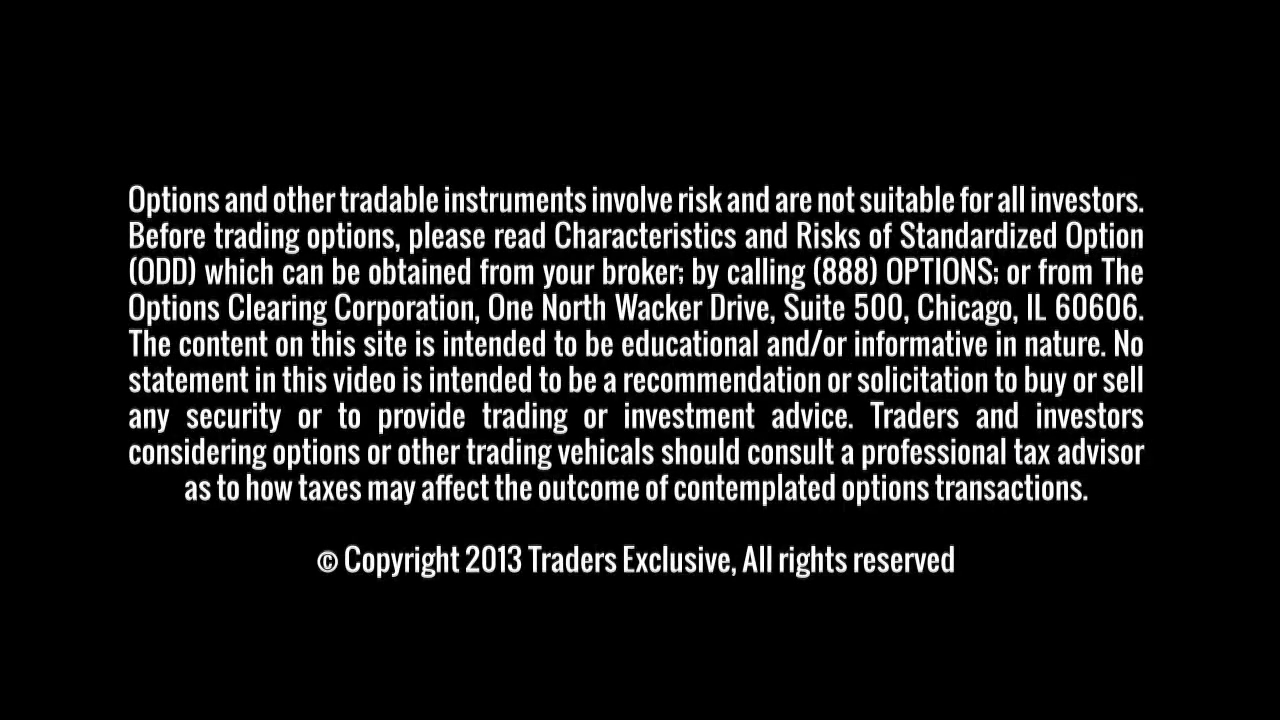 Options and other tradable instruments involve risk and are not suitable for all investors.
Before trading options, please read Characteristics and Risks of Standardized Option
(ODD) which can be obtained from your broker; by calling (888) OPTIONS; or from The
Options Clearing Corporation, One North Wacker Drive, Suite 500, Chicago, IL 60606.
The content on this site is intended to be educational and/or informative in nature. No
statement in this video is intended to be a recommendation or solicitation to buy or sell
any security or to provide trading or investment advice. Traders and investors
considering options or other trading vehicals should consult a professional tax advisor
as to how taxes may affect the outcome of contemplated options transactions.
© Copyright 2013 Traders Exclusive, All rights reserved